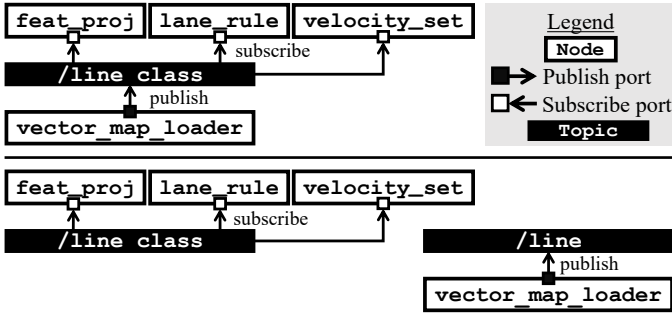 feat_proj lane_rule velocity_set
subscribe
/line class
publish
vector_map_loader
Legend
Node
Publish port
Subscribe port
Topic
feat_proj lane_rule velocity_set
subscribe
/line class
/line
publish
vector_map_loader